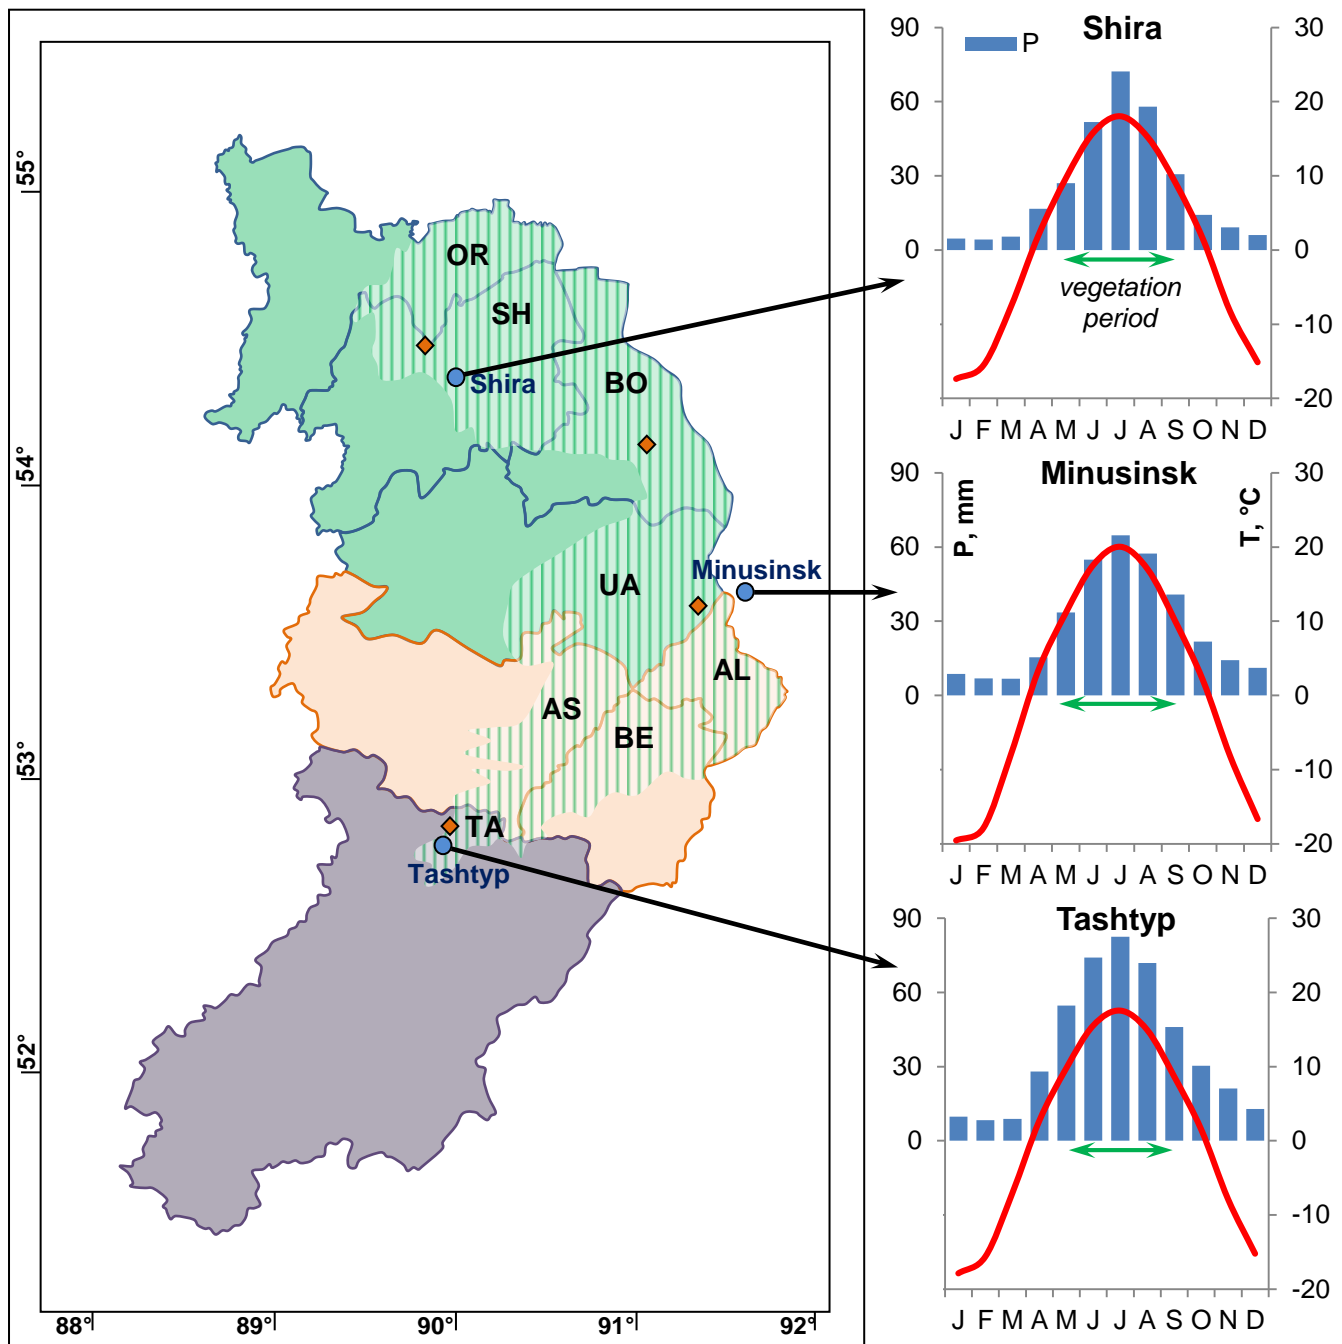 55°
54°
53°
52°
88°
89°
90°
91°
92°
OR
SH
Shira
BO
UA
Minusinsk
AL
AS
BE
TA
Tashtyp
Shira
P
90
60
30
0
30
20
10
0
-10
-20
vegetation
period
J F M A M J J A S O N D
Minusinsk
P, mm
T, °C
90
60
30
0
30
20
10
0
-10
-20
J F M A M J J A S O N D
Tashtyp
90
60
30
0
30
20
10
0
-10
-20
J F M A M J J A S O N D